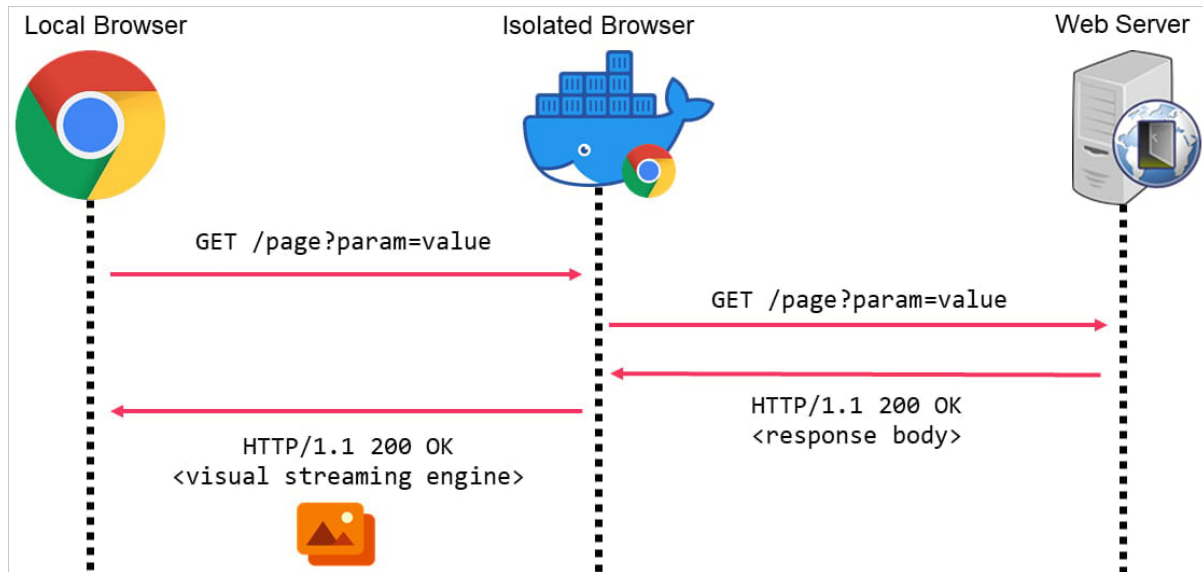 Local Browser
Isolated Browser
Web Server
GET /page?param=value
GET /page?param=value
HTTP/1.1 200 OK
<response body>
HTTP/1.1 200 OK
<visual streaming engine>